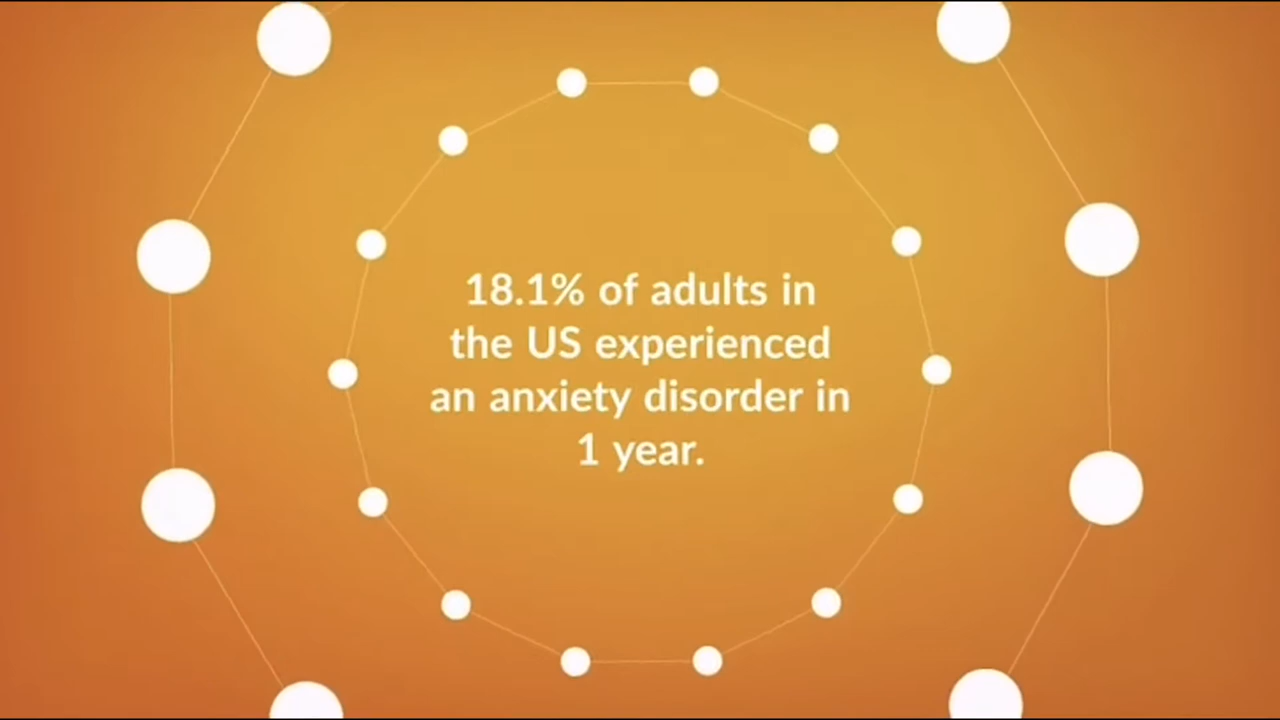 18.1% of adults in
the US experienced
an anxiety disorder in
1 year.